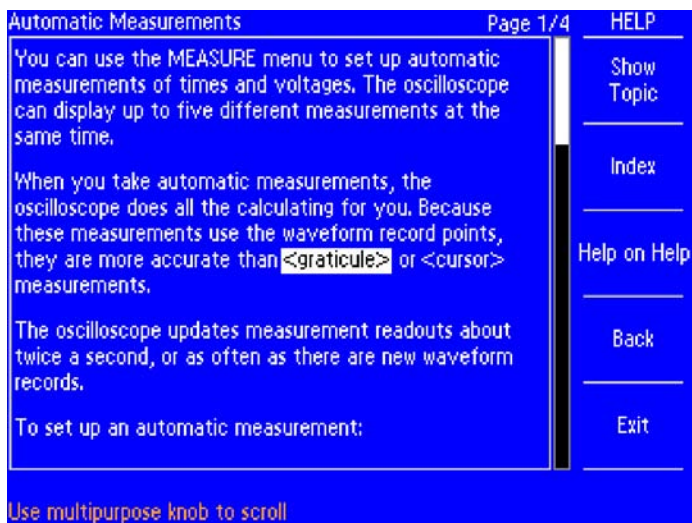 Automatic Measurements Page 1/4 HELP
You can use the MEASURE menu to set up automatic
measurements of times and voltages. The oscilloscope
can display up to five different measurements at the
same time.
When you take automatic measurements, the
oscilloscope does all the calculating for you. Because
these measurements use the waveform record points,
they are more accurate than <graticule> or <cursor>
measurements.
The oscilloscope updates measurement readouts about
twice a second, or as often as there are new waveform
records.
To set up an automatic measurement:
Show
Topic
Index
Help on Help
Back
Exit
Use multipurpose knob to scroll